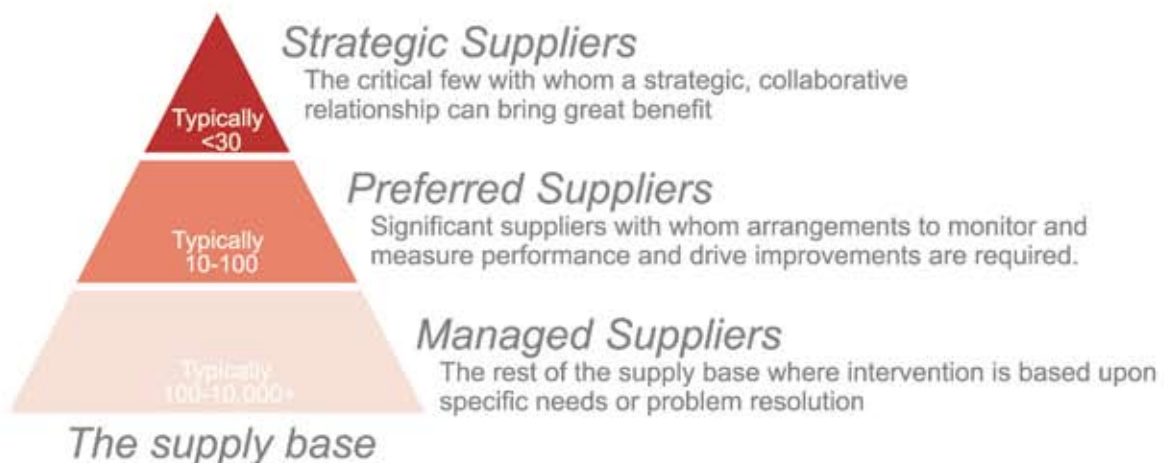 Strategic Suppliers
The critical few with whom a strategic, collaborative
relationship can bring great benefit
Typically
<30
Preferred Suppliers
Significant suppliers with whom arrangements to monitor and
measure performance and drive improvements are required.
Typically
10-100
Managed Suppliers
The rest of the supply base where intervention is based upon
specific needs or problem resolution
Typically
100-10,000+
The supply base